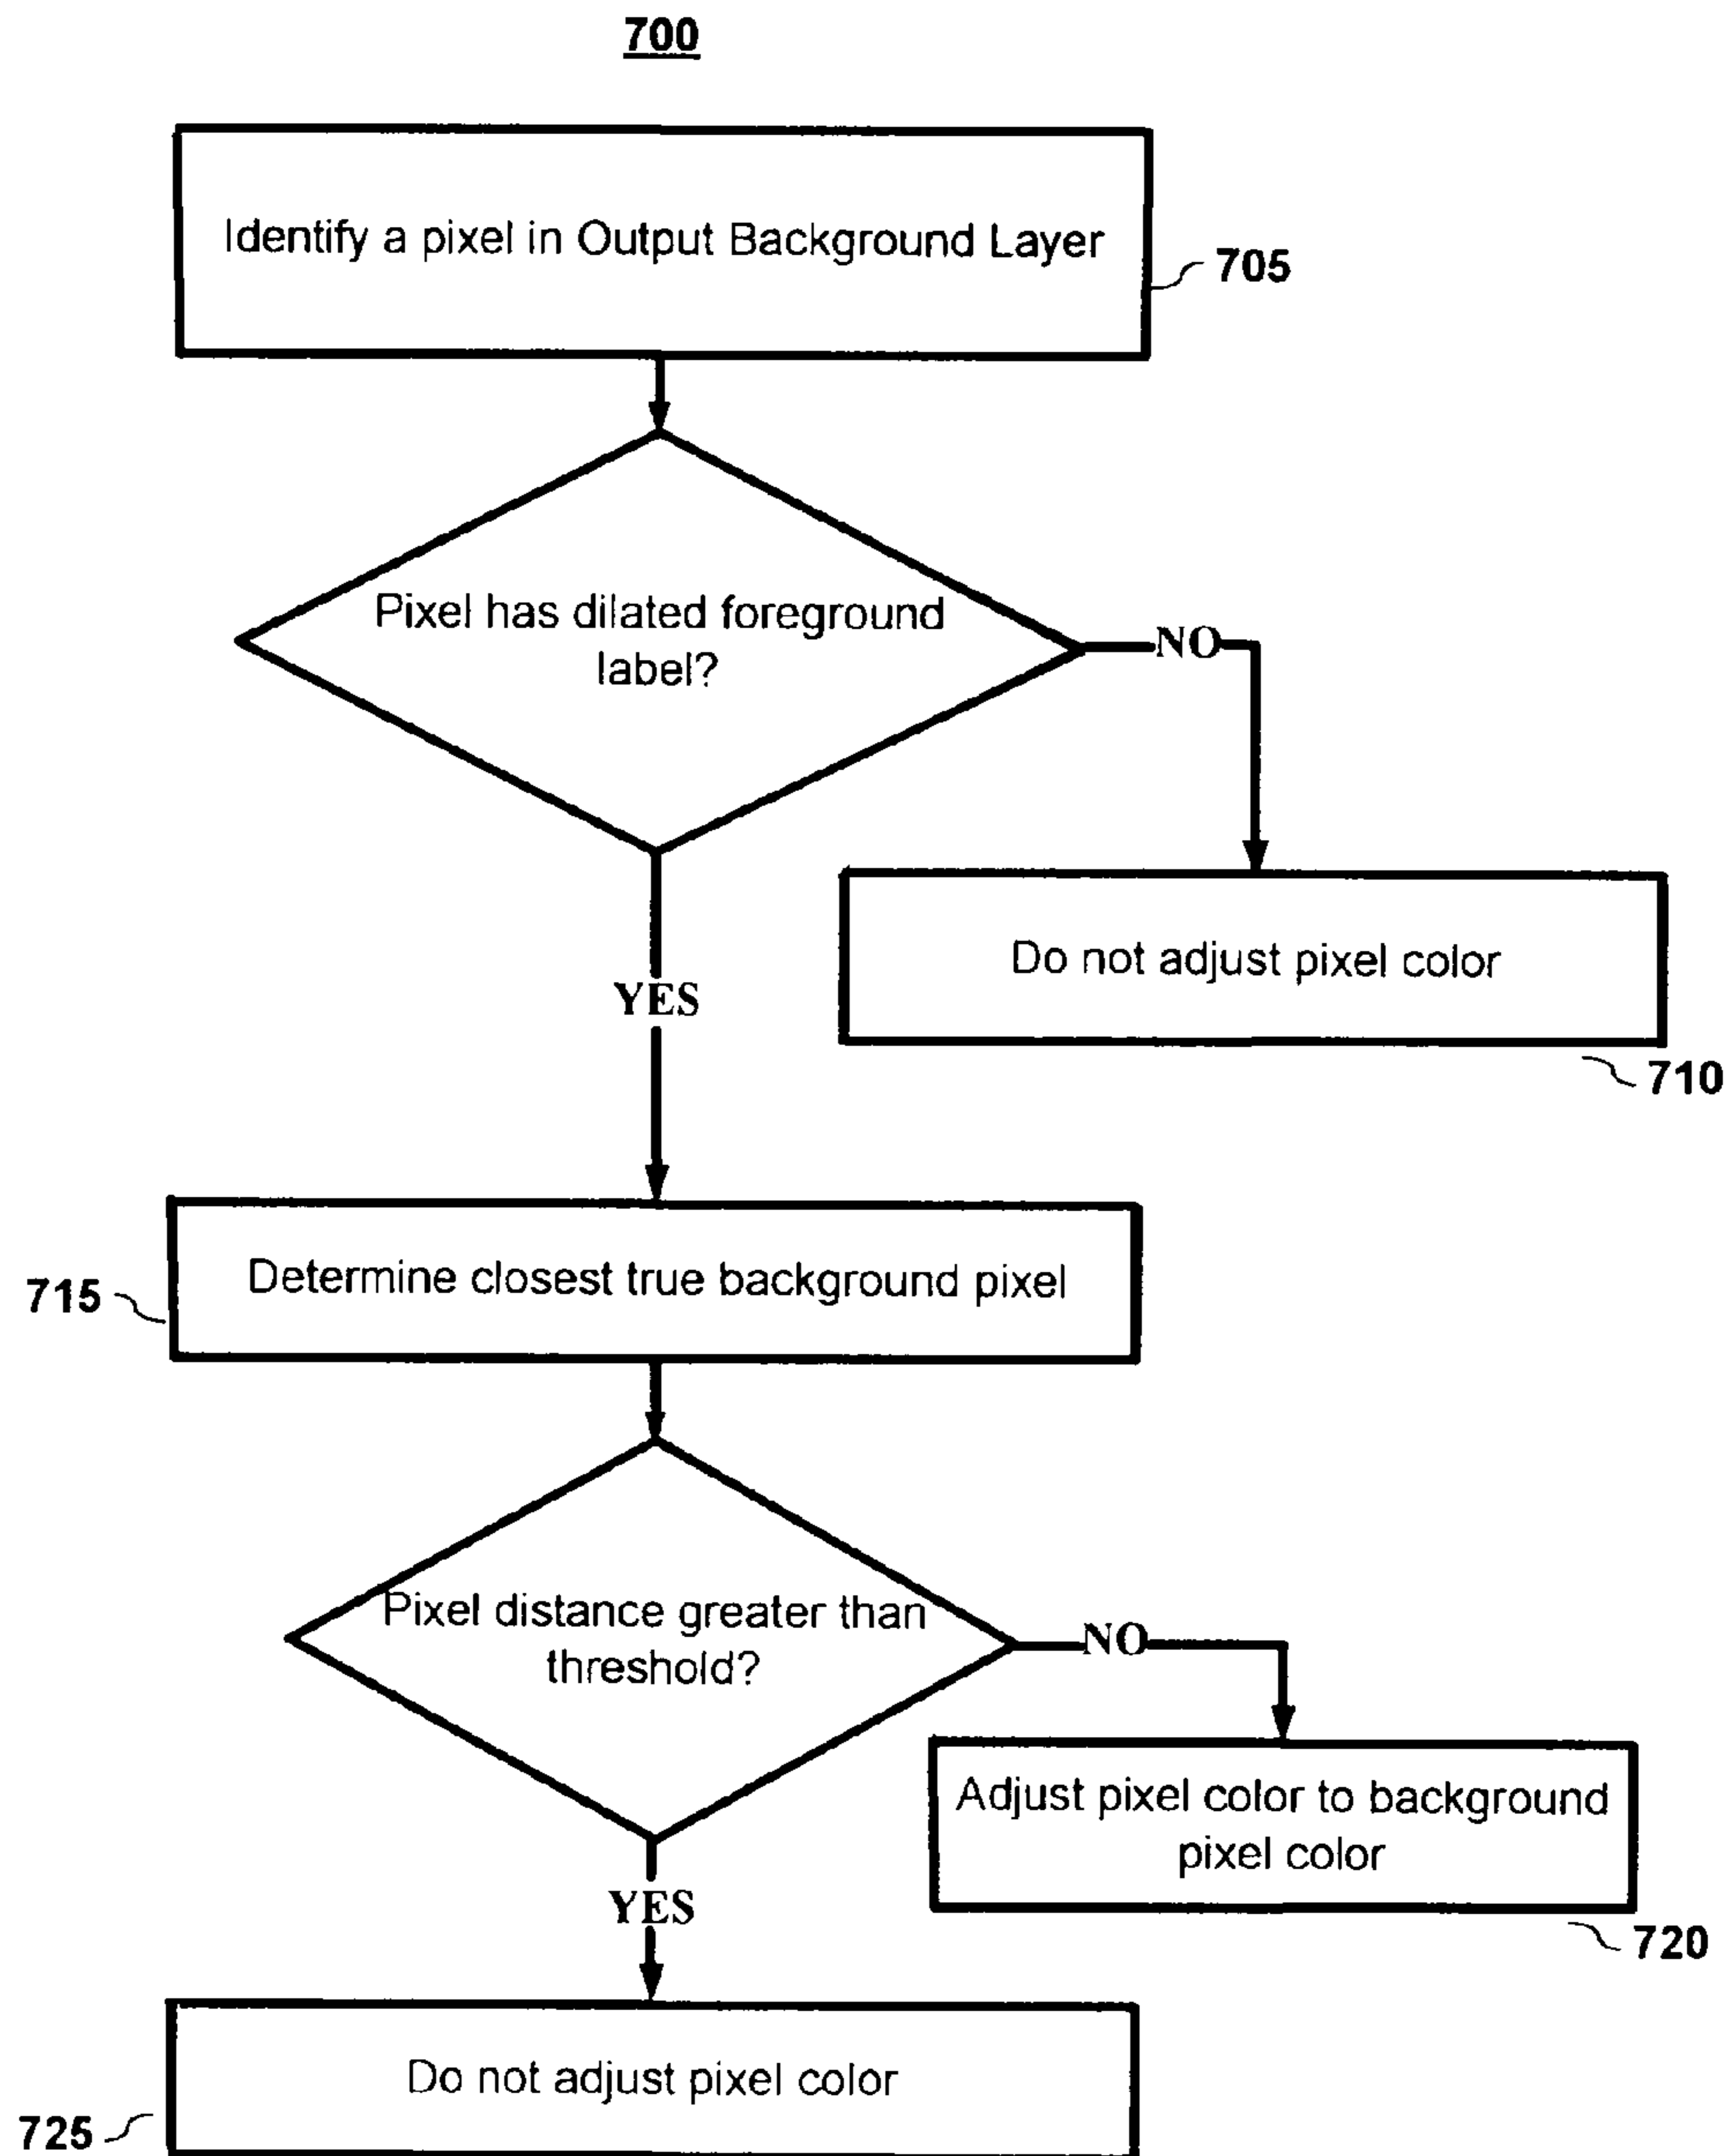 700
Identify a pixel in Output Background Layer
705
Pixel has dilated foreground
label?
NO
Do not adjust pixel color
YES
710
Determine closest true background pixel
715
Pixel distance greater than
threshold?
NO
Adjust pixel color to background
pixel color
YES
720
Do not adjust pixel color
725